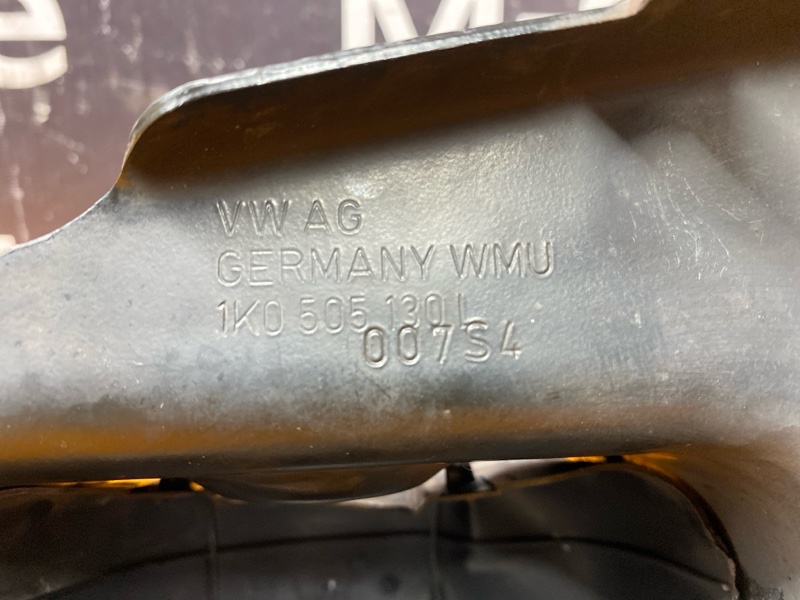 VW AG
GERMANY WMU
1K0 505 130 L
007S4